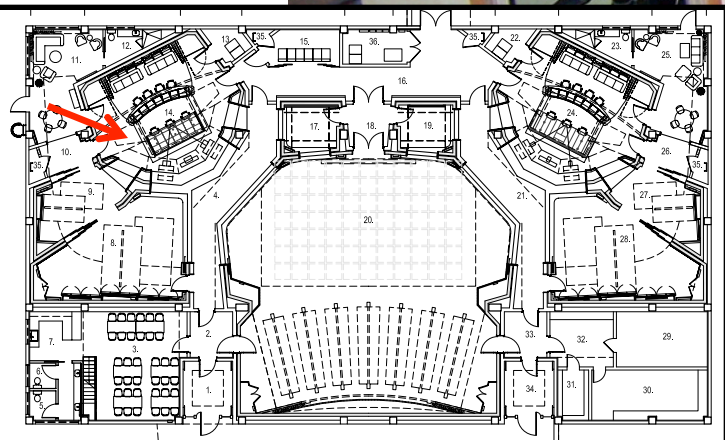 11. 12. 13. 35. 15. 36. 35. 22. 23. 25.
16.
14. 24.
17. 18. 19.
10. 26.
35. 35.
9. 4. 21. 27.
20.
8. 28.
2. 33.
7. 3. 32. 29.
6.
1. 34. 31. 30.
5.